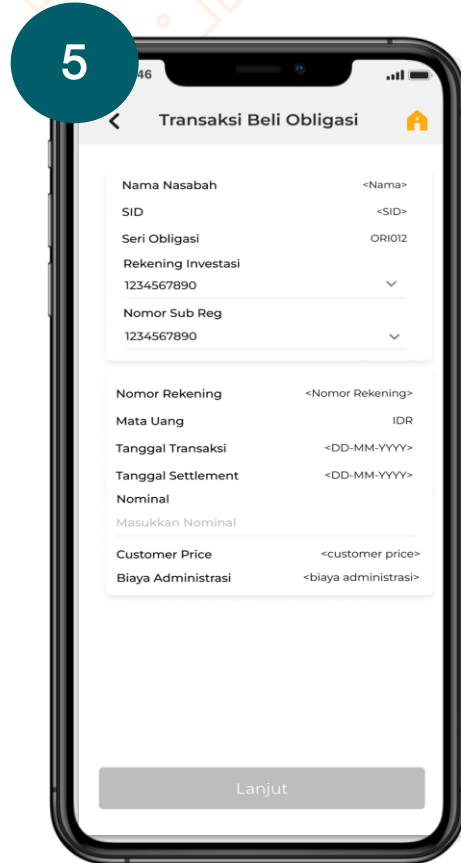 5
46
Transaksi Beli Obligasi
Nama Nasabah <Nama>
SID <SID>
Seri Obligasi ORI012
Rekening Investasi
1234567890
Nomor Sub Reg
1234567890
Nomor Rekening <Nomor Rekening>
Mata Uang IDR
Tanggal Transaksi <DD-MM-YYYY>
Tanggal Settlement <DD-MM-YYYY>
Nominal
Masukkan Nominal
Customer Price <customer price>
Biaya Administrasi <biaya administrasi>
Lanjut